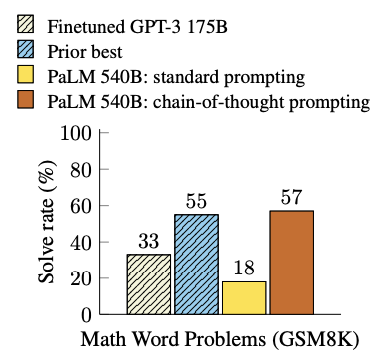 Finetuned GPT-3 175B
Prior best
PaLM 540B: standard prompting
PaLM 540B: chain-of-thought prompting
100
80
60
40
20
0
Solve rate (%)
33
55
18
57
Math Word Problems (GSM8K)